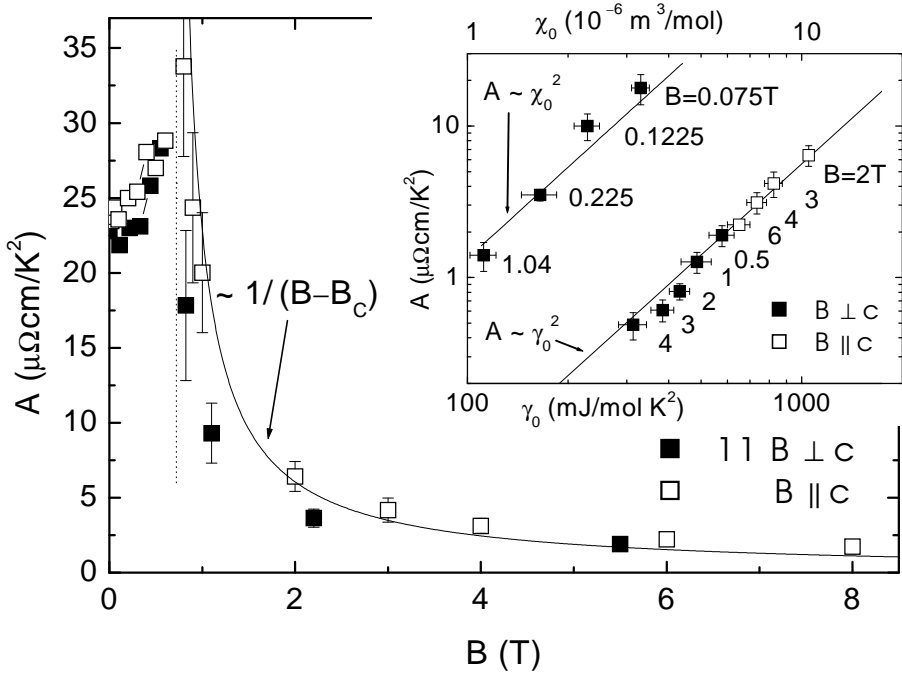 χ₀ (10⁻⁶ m³/mol)
1 10
A ~ χ₀²
B=0.075T
0.1225
0.225
1.04
B=2T
3
4
6
0.5
1
2
3
4
A ~ γ₀²
B ⊥ c
B ∥ c
10
1
A (μΩcm/K²)
100 1000
γ₀ (mJ/mol K²)
~ 1/(B−B_C)
11 B ⊥ c
B ∥ c
35
30
25
20
15
10
5
0
A (μΩcm/K²)
0 2 4 6 8
B (T)